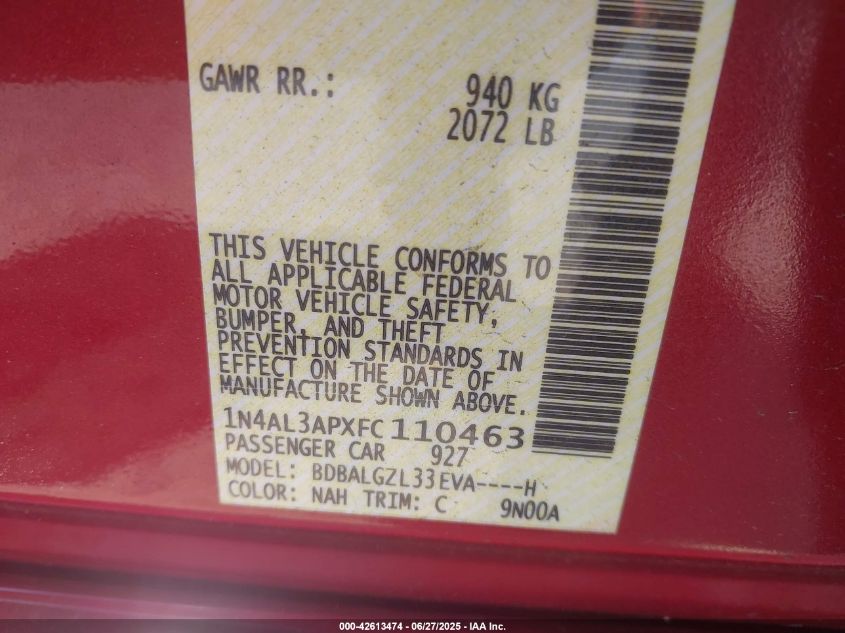 GAWR RR.: 940 KG
2072 LB
THIS VEHICLE CONFORMS TO
ALL APPLICABLE FEDERAL
MOTOR VEHICLE SAFETY,
BUMPER, AND THEFT
PREVENTION STANDARDS IN
EFFECT ON THE DATE OF
MANUFACTURE SHOWN ABOVE.
1N4AL3APXFC110463
PASSENGER CAR 927
MODEL: BDBALGZL33EVA----H
COLOR: NAH TRIM: C 9N00A
000-42613474 - 06/27/2025 - IAA Inc.